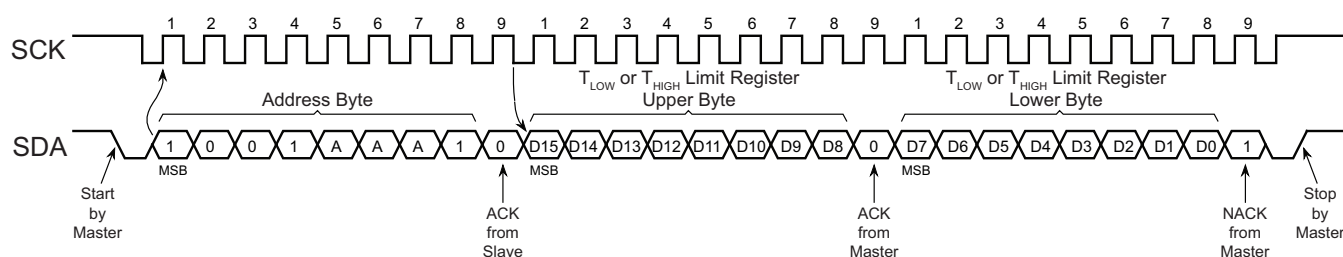 1 2 3 4 5 6 7 8 9 1 2 3 4 5 6 7 8 9 1 2 3 4 5 6 7 8 9
SCK
TLOW or THIGH Limit Register
Upper Byte
TLOW or THIGH Limit Register
Lower Byte
Address Byte
SDA
1 0 0 1 A A A 1 0 D15 D14 D13 D12 D11 D10 D9 D8 0 D7 D6 D5 D4 D3 D2 D1 D0 1
MSB MSB MSB
Start
by
Master
ACK
from
Slave
ACK
from
Master
NACK
from
Master
Stop
by
Master